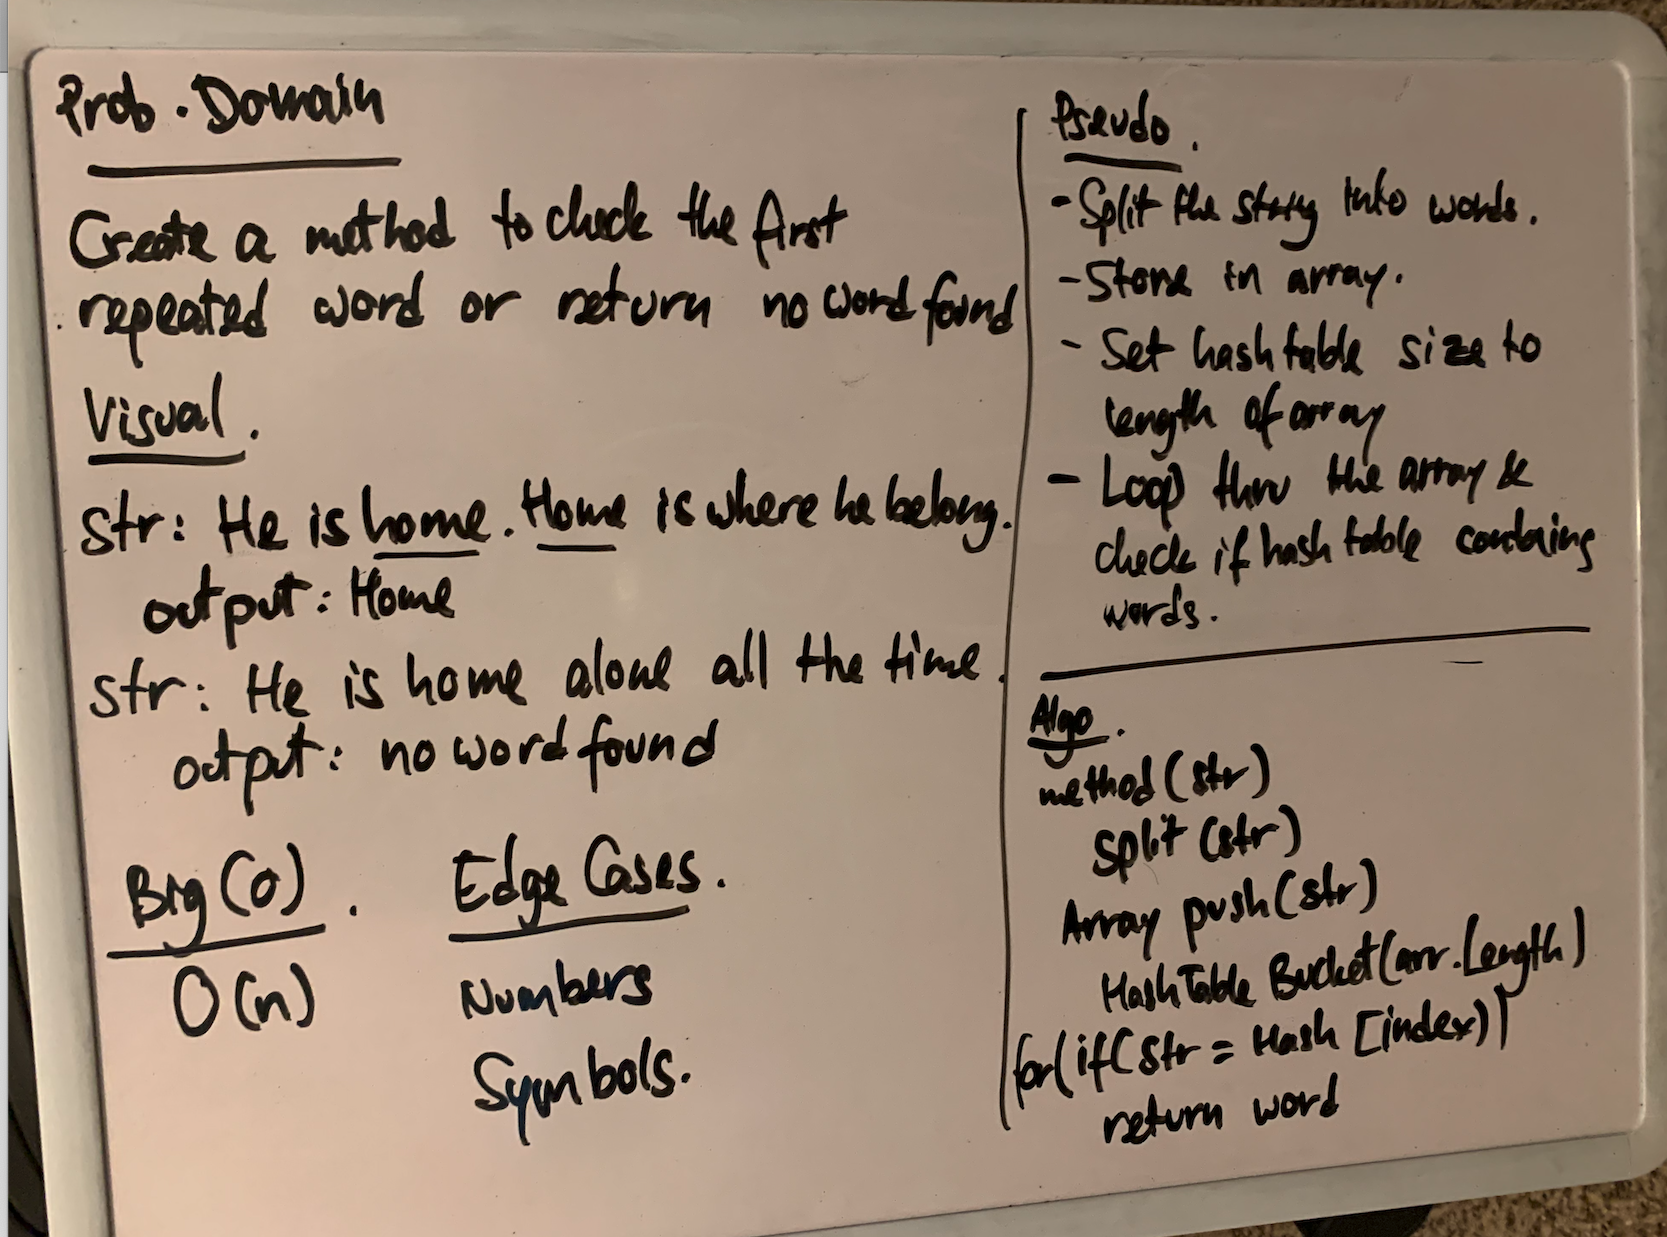 Prob. Domain
Create a method to check the first
repeated word or return no word found
Visual.
str: He is home. Home is where he belong.
output: Home
str: He is home alone all the time.
output: no word found
Big(O).
O(n)
Edge Cases.
Numbers
Symbols.
Pseudo.
- Split the string into words.
- Store in array.
- Set hashtable size to
length of array
- Loop thru the array &
check if hash table containing
words.
Algo.
method (str)
split (str)
Array push (str)
HashTable Bucket (arr.Length)
for( if( str = Hash [index))
return word